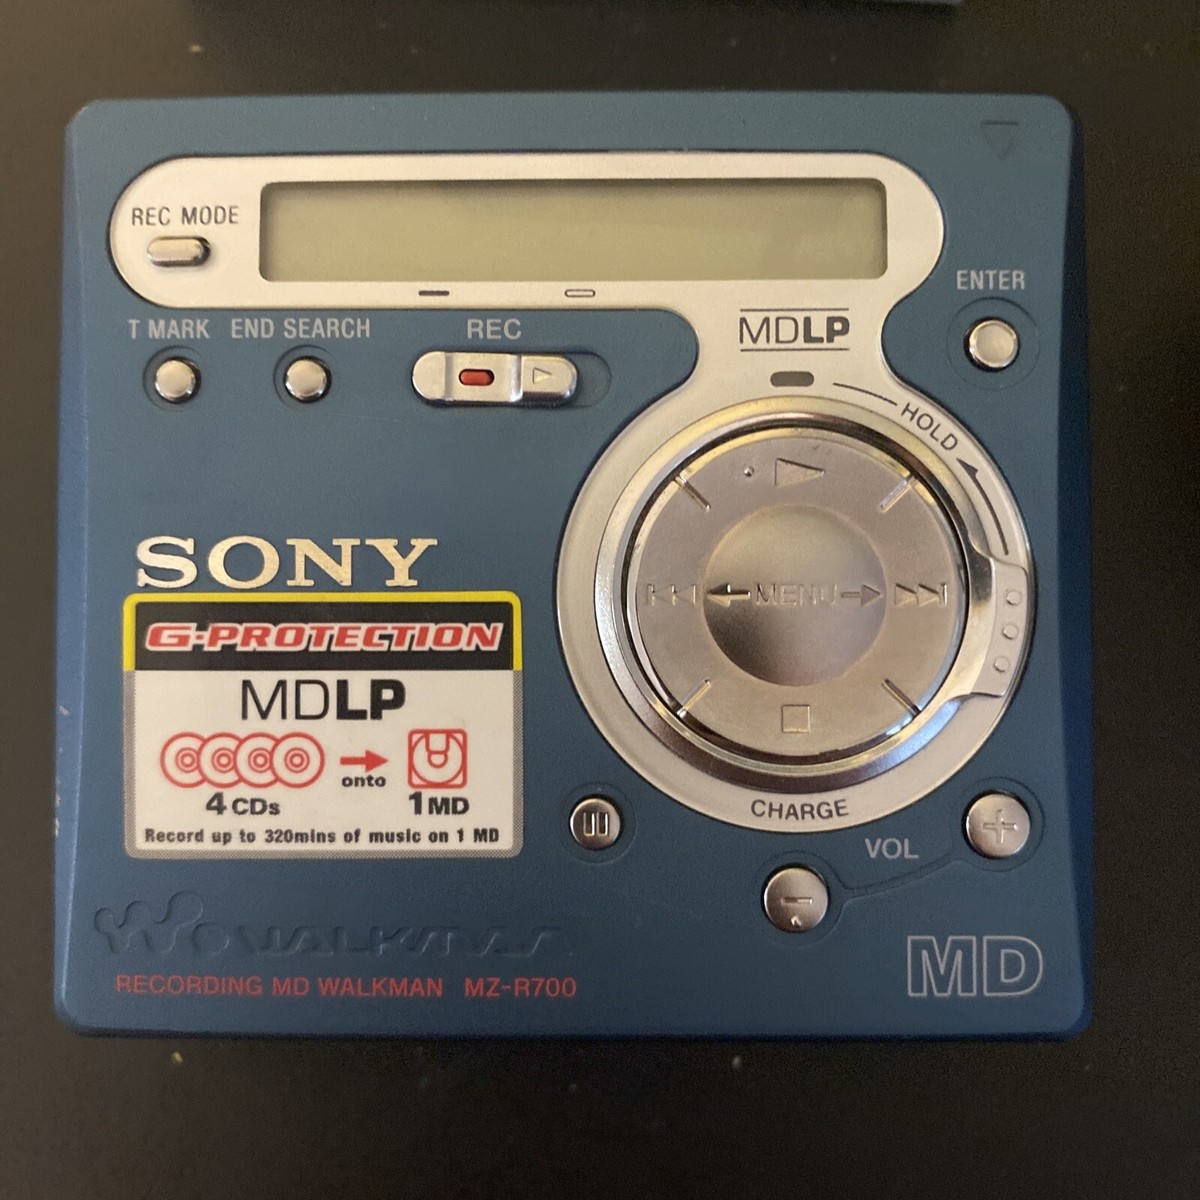 REC MODE
T MARK END SEARCH REC
MDLP
ENTER
HOLD
MENU
SONY
G-PROTECTION
MDLP
onto
4 CDs 1 MD
Record up to 320mins of music on 1 MD
CHARGE
VOL
+
-
WALKMAN
RECORDING MD WALKMAN MZ-R700
MD